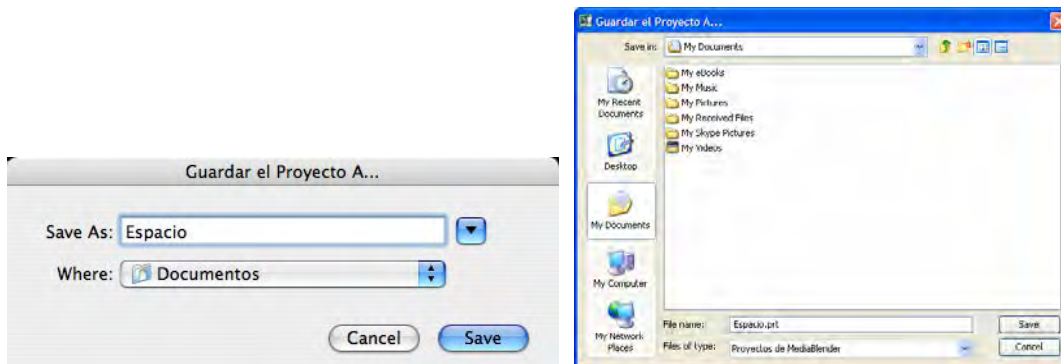 Guardar el Proyecto A...
Save As: Espacio
Where: Documentos
Cancel Save
Guardar el Proyecto A...
Save in: My Documents
My Recent Documents
Desktop
My Documents
My Computer
My Network Places
My eBooks
My Music
My Pictures
My Received Files
My Skype Pictures
My Videos
File name: Espacio.prt Save
Files of type: Proyectos de MediaBlender Cancel